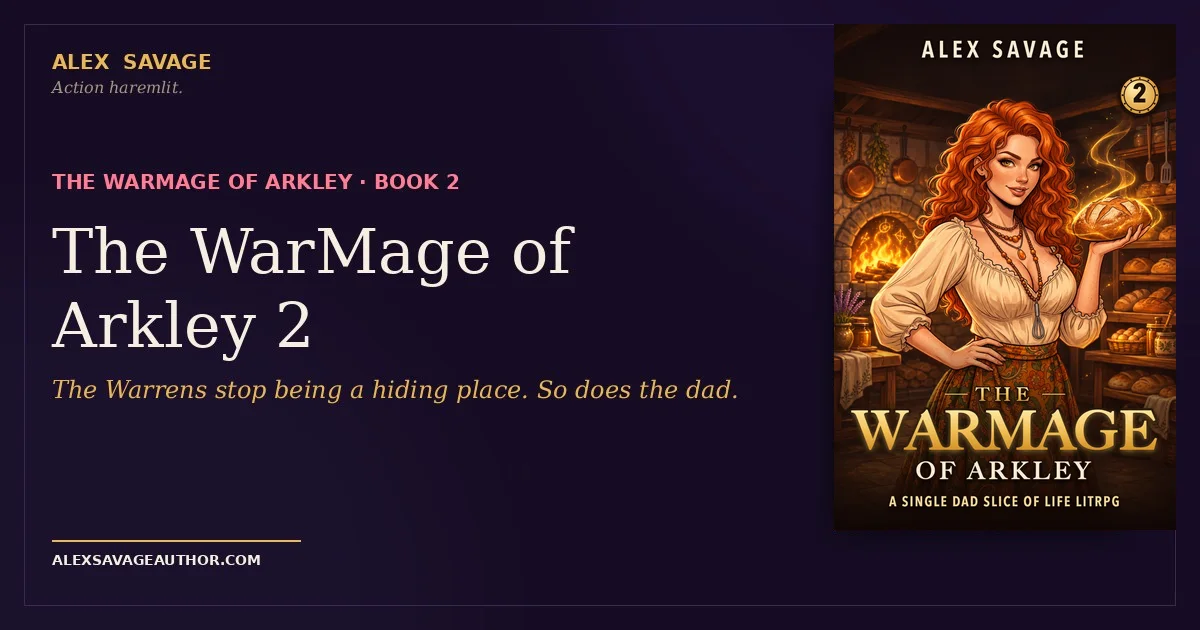 ALEX SAVAGE
Action haremlit.
THE WARMAGE OF ARKLEY · BOOK 2
The WarMage of
Arkley 2
The Warrens stop being a hiding place. So does the dad.
ALEXSAVAGEAUTHOR.COM
ALEX SAVAGE
2
THE
WARMAGE
OF ARKLEY
A SINGLE DAD SLICE OF LIFE LITRPG